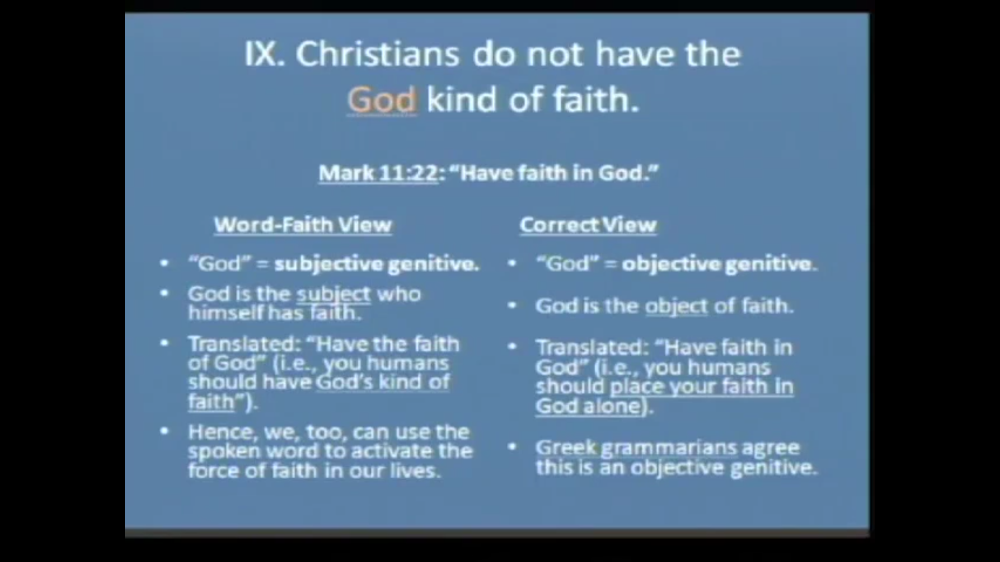 IX. Christians do not have the
God kind of faith.
Mark 11:22: “Have faith in God.”
Word-Faith View
• “God” = subjective genitive.
• God is the subject who
himself has faith.
• Translated: “Have the faith
of God” (i.e., you humans
should have God’s kind of
faith”).
• Hence, we, too, can use the
spoken word to activate the
force of faith in our lives.
Correct View
• “God” = objective genitive.
• God is the object of faith.
• Translated: “Have faith in
God” (i.e., you humans
should place your faith in
God alone).
• Greek grammarians agree
this is an objective genitive.